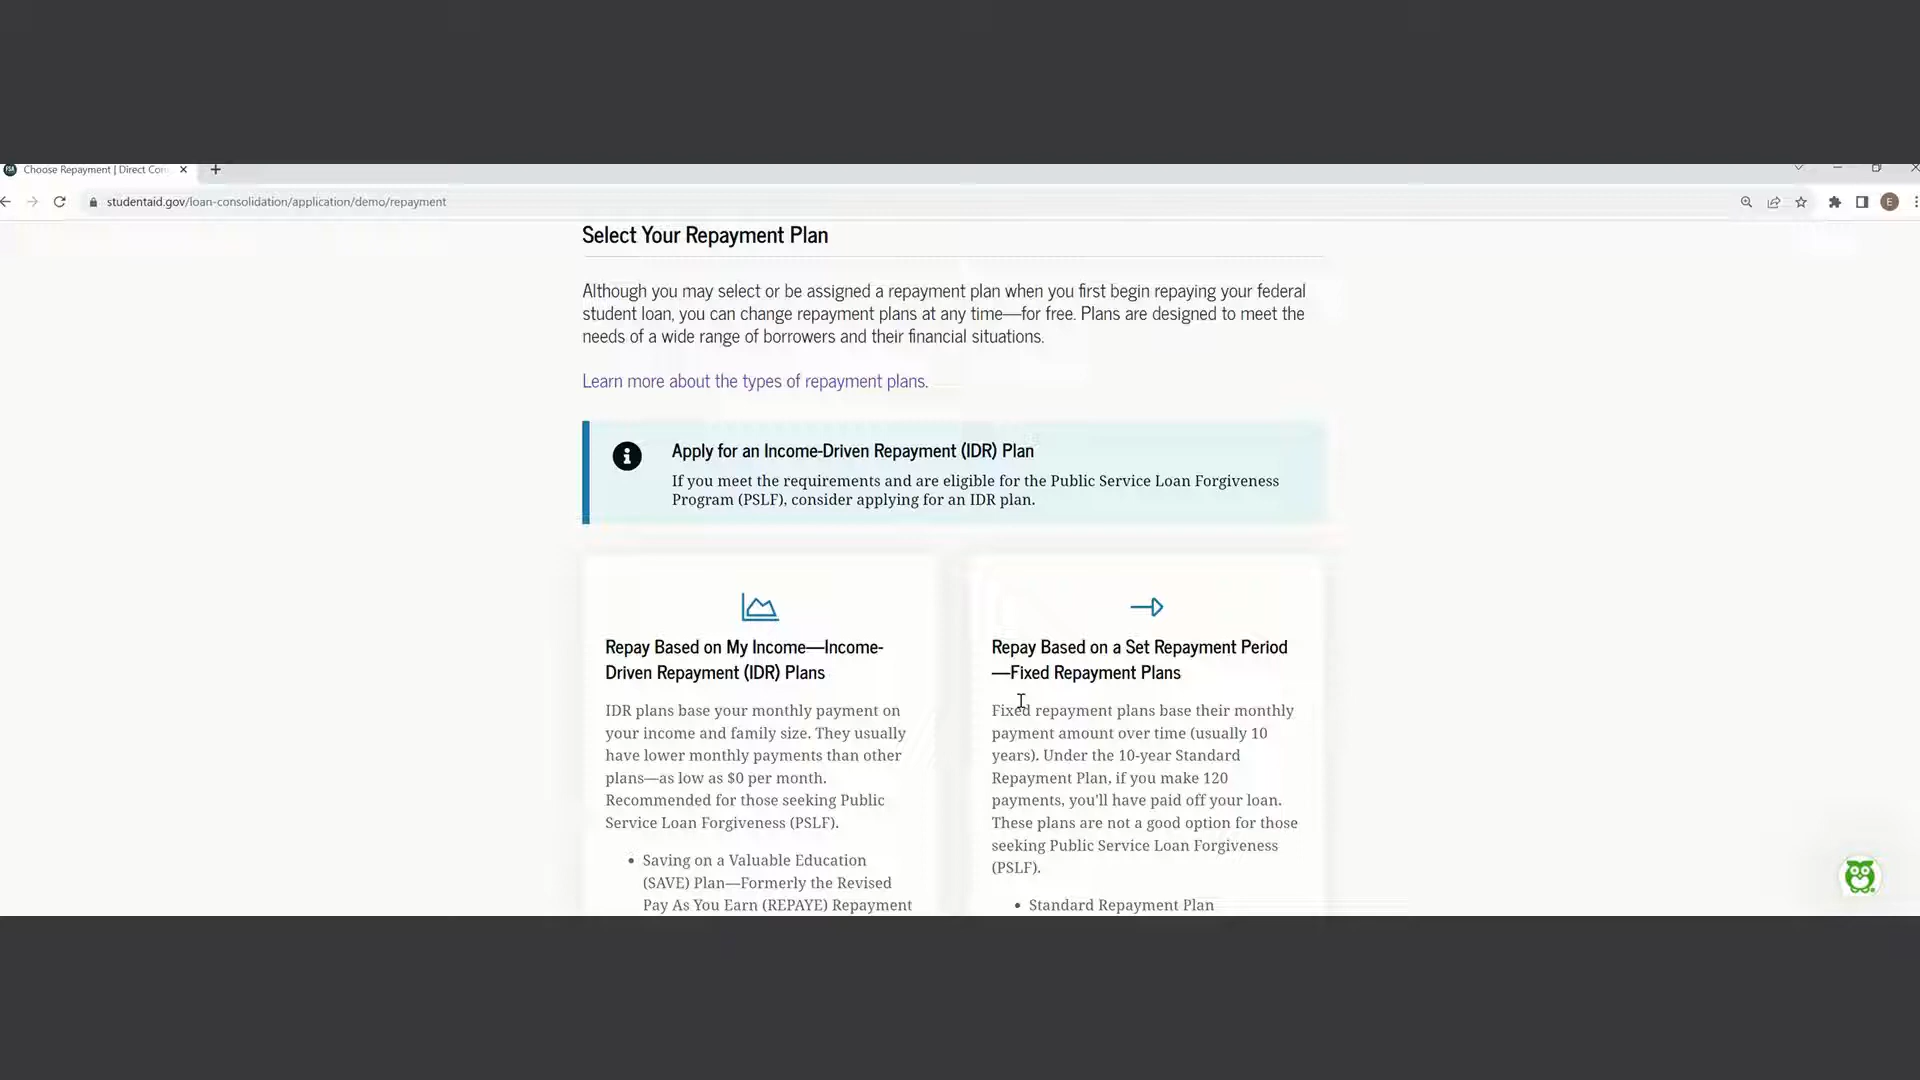 Choose Repayment | Direct Con
studentaid.gov/loan-consolidation/application/demo/repayment
E
Select Your Repayment Plan
Although you may select or be assigned a repayment plan when you first begin repaying your federal
student loan, you can change repayment plans at any time—for free. Plans are designed to meet the
needs of a wide range of borrowers and their financial situations.
Learn more about the types of repayment plans.
Apply for an Income-Driven Repayment (IDR) Plan
If you meet the requirements and are eligible for the Public Service Loan Forgiveness
Program (PSLF), consider applying for an IDR plan.
Repay Based on My Income—Income-
Driven Repayment (IDR) Plans
IDR plans base your monthly payment on
your income and family size. They usually
have lower monthly payments than other
plans—as low as $0 per month.
Recommended for those seeking Public
Service Loan Forgiveness (PSLF).
• Saving on a Valuable Education
(SAVE) Plan—Formerly the Revised
Pay As You Earn (REPAYE) Repayment
Repay Based on a Set Repayment Period
—Fixed Repayment Plans
Fixed repayment plans base their monthly
payment amount over time (usually 10
years). Under the 10-year Standard
Repayment Plan, if you make 120
payments, you'll have paid off your loan.
These plans are not a good option for those
seeking Public Service Loan Forgiveness
(PSLF).
• Standard Repayment Plan